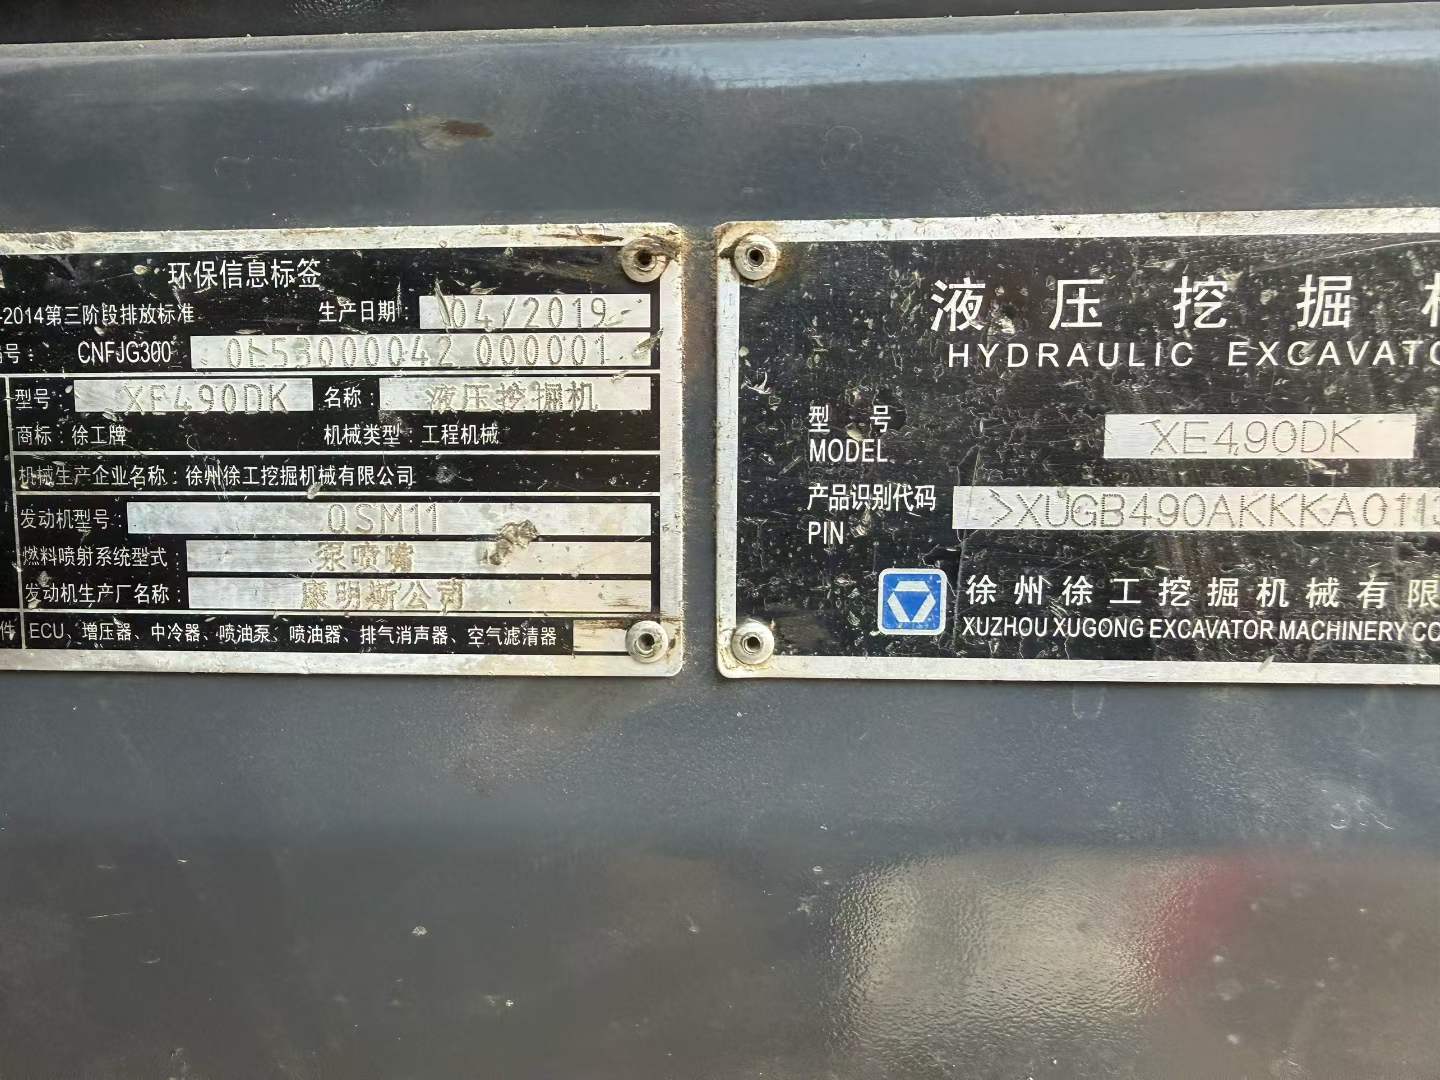 环保信息标签
-2014第三阶段排放标准 生产日期: 04/2019
号: CNFJG300 000001
型号: XE490DK 名称: 液压挖掘机
商标: 徐工牌 机械类型: 工程机械
机械生产企业名称: 徐州徐工挖掘机械有限公司
发动机型号: QSM11
燃料喷射系统型式: 泵喷嘴
发动机生产厂名称: 康明斯公司
件 ECU、增压器、中冷器、喷油泵、喷油器、排气消声器、空气滤清器
液压挖掘
HYDRAULIC EXCAVATO
型号 XE490DK
MODEL
产品识别代码 >XUGB490AKKKA011
PIN
徐州徐工挖掘机械有限
XUZHOU XUGONG EXCAVATOR MACHINERY CO